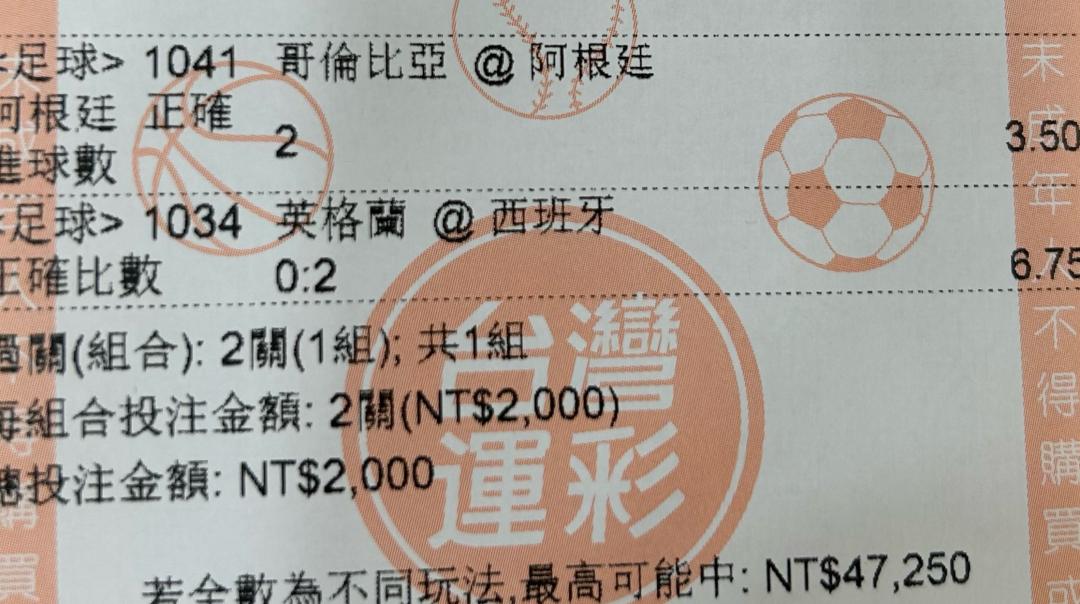 <足球> 1041 哥倫比亞 @ 阿根廷
阿根廷 正確
進球數
2
3.50
<足球> 1034 英格蘭 @ 西班牙
正確比數 0:2
6.75
過關(組合): 2關(1組); 共1組
每組合投注金額: 2關(NT$2,000)
總投注金額: NT$2,000
若全數為不同玩法,最高可能中: NT$47,250
台灣
運彩
未成年人不得購買